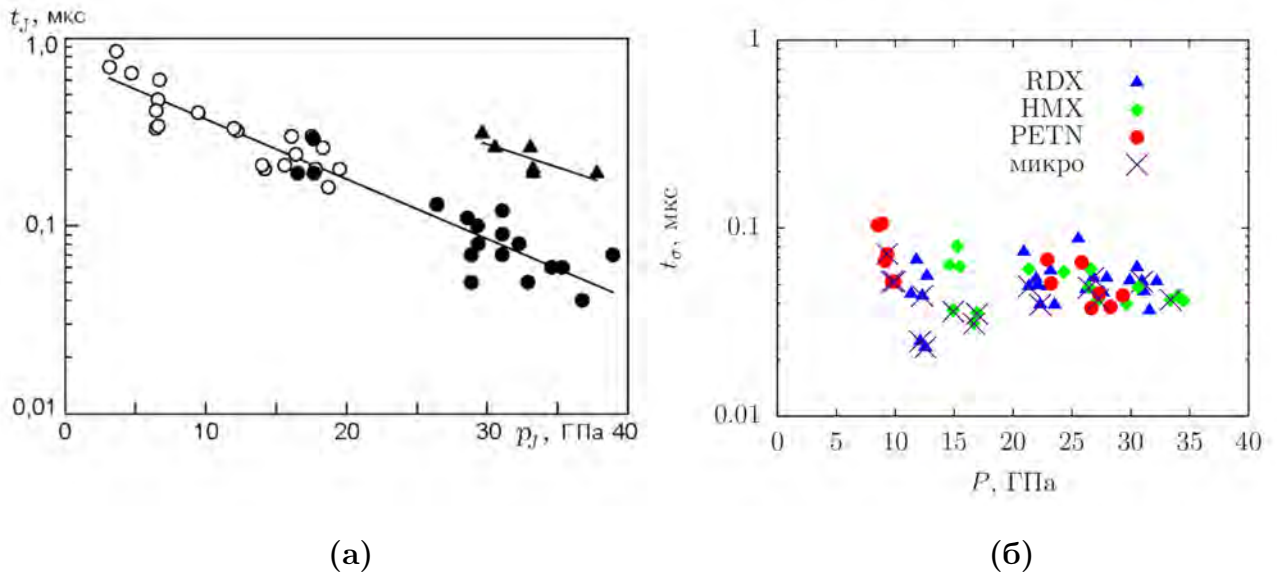 t_J, мкс
1,0
0,1
0,01
0
10
20
30
p_J, ГПа
40
(а)
1
0.1
0.01
t_σ, мкс
RDX
HMX
PETN
микро
0
5
10
15
20
25
30
35
40
P, ГПа
(б)